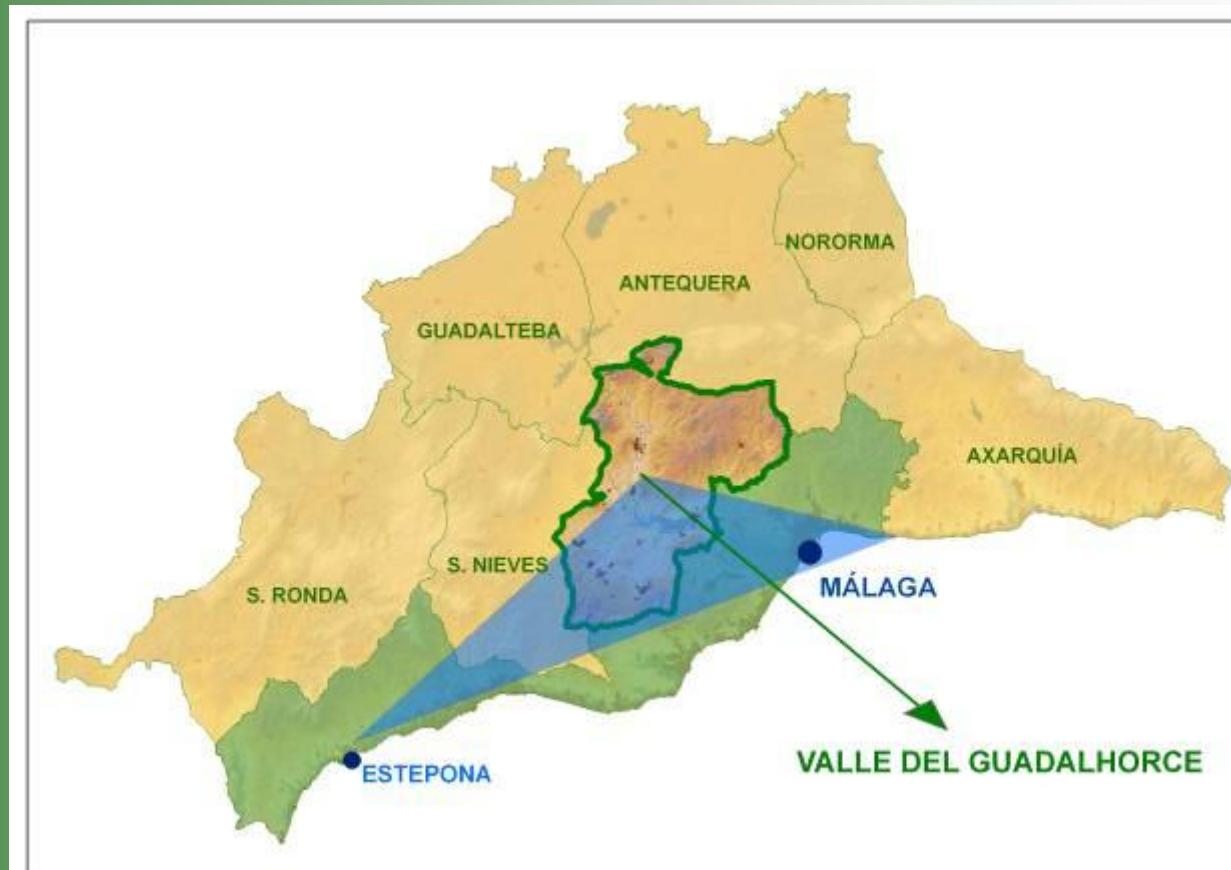 NORORMA
ANTEQUERA
GUADALTEBA
AXARQUÍA
S. NIEVES
S. RONDA
MÁLAGA
VALLE DEL GUADALHORCE
ESTEPONA